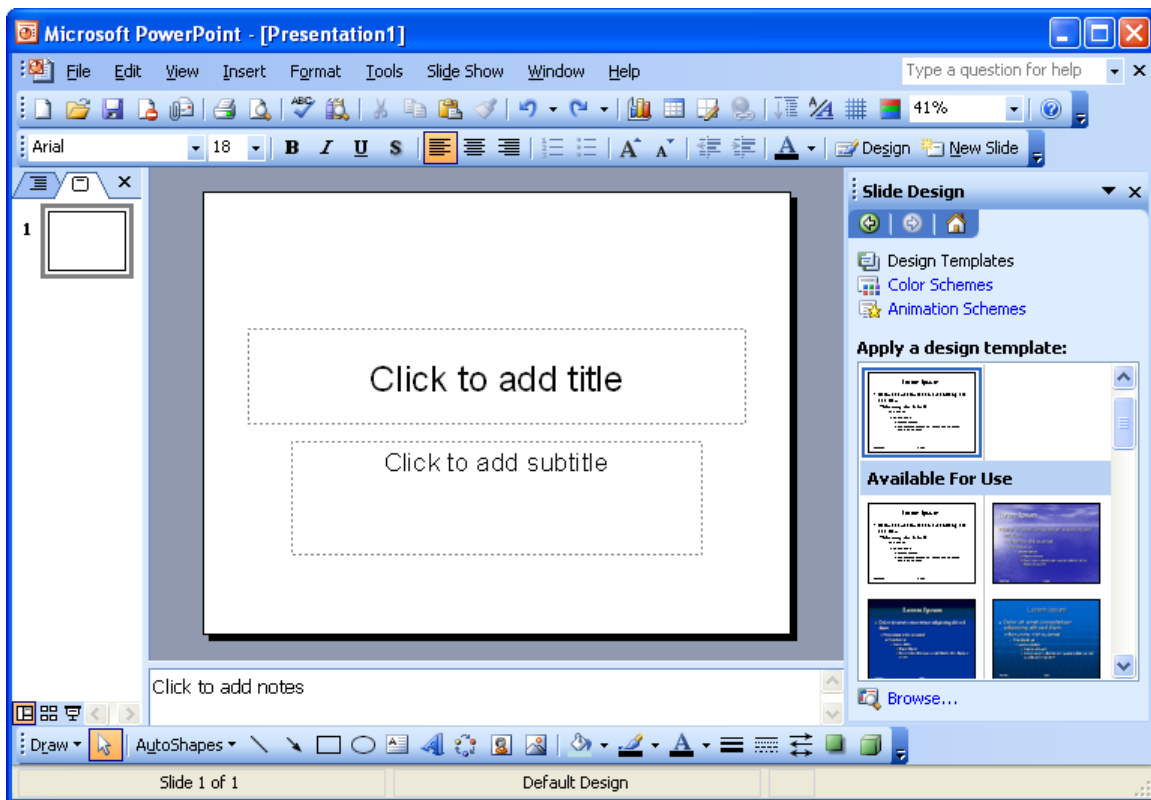 Microsoft PowerPoint - [Presentation1]
File Edit View Insert Format Tools Slide Show Window Help Type a question for help
ABC 41%
Arial 18 B I U S A A A Design New Slide
Slide Design
1
Design Templates
Color Schemes
Animation Schemes
Apply a design template:
Click to add title
Click to add subtitle
Available For Use
Lorem Ipsum
Click to add notes
Browse...
Draw AutoShapes A A
Slide 1 of 1 Default Design